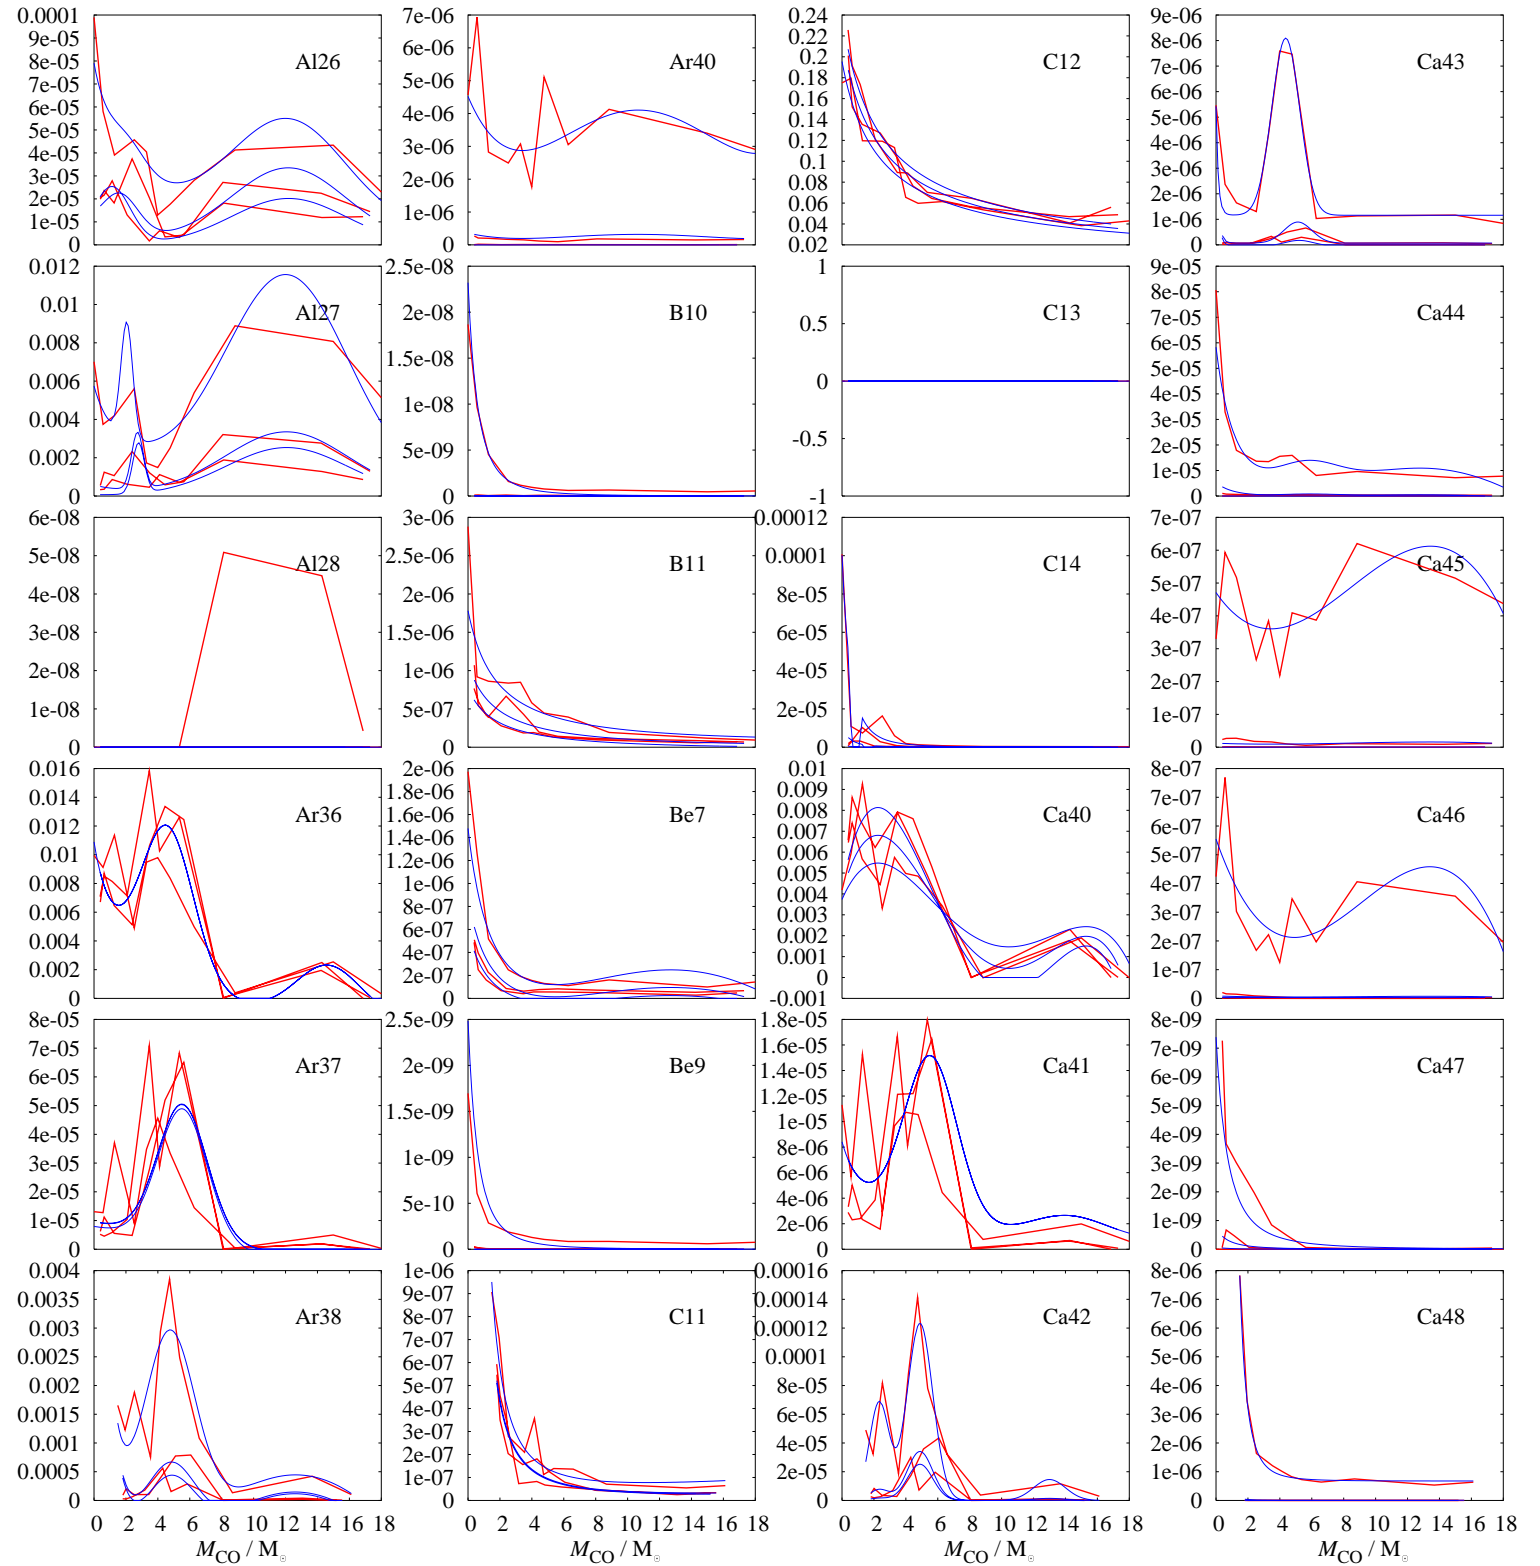 0.0001 9e-05 8e-05 7e-05 6e-05 5e-05 4e-05 3e-05 2e-05 1e-05 0 Al26
7e-06 6e-06 5e-06 4e-06 3e-06 2e-06 1e-06 0 Ar40
0.24 0.22 0.2 0.18 0.16 0.14 0.12 0.1 0.08 0.06 0.04 0.02 C12
9e-06 8e-06 7e-06 6e-06 5e-06 4e-06 3e-06 2e-06 1e-06 0 Ca43
0.012 0.01 0.008 0.006 0.004 0.002 0 Al27
2.5e-08 2e-08 1.5e-08 1e-08 5e-09 0 B10
1 0.5 0 -0.5 -1 C13
9e-05 8e-05 7e-05 6e-05 5e-05 4e-05 3e-05 2e-05 1e-05 0 Ca44
6e-08 5e-08 4e-08 3e-08 2e-08 1e-08 0 Al28
3e-06 2.5e-06 2e-06 1.5e-06 1e-06 5e-07 0 B11
0.00012 0.0001 8e-05 6e-05 4e-05 2e-05 0 C14
7e-07 6e-07 5e-07 4e-07 3e-07 2e-07 1e-07 0 Ca45
0.016 0.014 0.012 0.01 0.008 0.006 0.004 0.002 0 Ar36
2e-06 1.8e-06 1.6e-06 1.4e-06 1.2e-06 1e-06 8e-07 6e-07 4e-07 2e-07 0 Be7
0.01 0.009 0.008 0.007 0.006 0.005 0.004 0.003 0.002 0.001 0 -0.001 Ca40
8e-07 7e-07 6e-07 5e-07 4e-07 3e-07 2e-07 1e-07 0 Ca46
8e-05 7e-05 6e-05 5e-05 4e-05 3e-05 2e-05 1e-05 0 Ar37
2.5e-09 2e-09 1.5e-09 1e-09 5e-10 0 Be9
1.8e-05 1.6e-05 1.4e-05 1.2e-05 1e-05 8e-06 6e-06 4e-06 2e-06 0 Ca41
8e-09 7e-09 6e-09 5e-09 4e-09 3e-09 2e-09 1e-09 0 Ca47
0.004 0.0035 0.003 0.0025 0.002 0.0015 0.001 0.0005 0 Ar38
1e-06 9e-07 8e-07 7e-07 6e-07 5e-07 4e-07 3e-07 2e-07 1e-07 0 C11
0.00016 0.00014 0.00012 0.0001 8e-05 6e-05 4e-05 2e-05 0 Ca42
8e-06 7e-06 6e-06 5e-06 4e-06 3e-06 2e-06 1e-06 0 Ca48
0 2 4 6 8 10 12 14 16 18
0 2 4 6 8 10 12 14 16 18
0 2 4 6 8 10 12 14 16 18
0 2 4 6 8 10 12 14 16 18
M_CO / M_☉
M_CO / M_☉
M_CO / M_☉
M_CO / M_☉